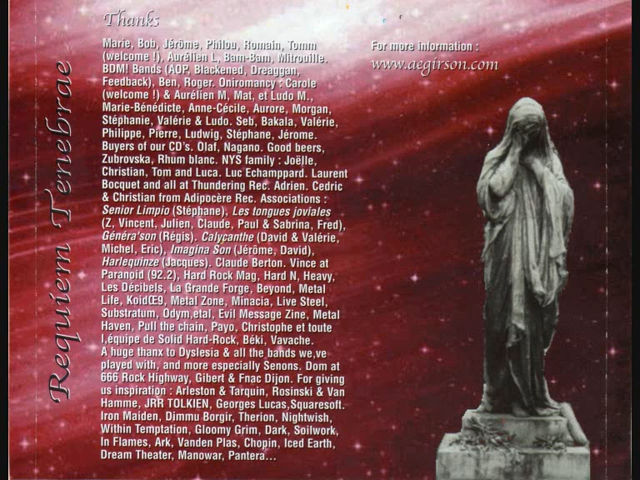 Thanks
Marie, Bob, Jérôme, Philou, Romain, Tomm
(welcome !), Aurélien L, Bam-Bam, Mitrouille.
BDM! Bands (AOP, Blackened, Dreaggan,
Feedback), Ben, Roger. Oniromancy : Carole
(welcome !) & Aurélien M, Mat, et Ludo M.,
Marie-Bénédicte, Anne-Cécile, Aurore, Morgan,
Stéphanie, Valérie & Ludo. Seb, Bakala, Valérie,
Philippe, Pierre, Ludwig, Stéphane, Jérome.
Buyers of our CD's. Olaf, Nagano. Good beers,
Zubrovska, Rhum blanc. NYS family : Joëlle,
Christian, Tom and Luca. Luc Echamppard. Laurent
Bocquet and all at Thundering Rec. Adrien. Cedric
& Christian from Adipocère Rec. Associations :
Senior Limpio (Stéphane), Les tongues joviales
(Z, Vincent, Julien, Claude, Paul & Sabrina, Fred),
Généra'son (Régis). Calycanthe (David & Valérie,
Michel, Eric), Imagina Son (Jérôme, David),
Harlequinze (Jacques). Claude Berton. Vince at
Paranoid (92.2), Hard Rock Mag, Hard N, Heavy,
Les Décibels, La Grande Forge, Beyond, Metal
Life, KoidŒ9, Metal Zone, Minacia, Live Steel,
Substratum, Odym,étal, Evil Message Zine, Metal
Haven, Pull the chain, Payo, Christophe et toute
l,équipe de Solid Hard-Rock, Béki, Vavache.
A huge thanx to Dyslesia & all the bands we,ve
played with, and more especially Senons. Dom at
666 Rock Highway, Gibert & Fnac Dijon. For giving
us inspiration : Arleston & Tarquin, Rosinski & Van
Hamme, JRR TOLKIEN, Georges Lucas,Squaresoft.
Iron Maiden, Dimmu Borgir, Therion, Nightwish,
Within Temptation, Gloomy Grim, Dark, Soilwork,
In Flames, Ark, Vanden Plas, Chopin, Iced Earth,
Dream Theater, Manowar, Pantera...
For more information :
www.aegirson.com
Requiem Tenebrae